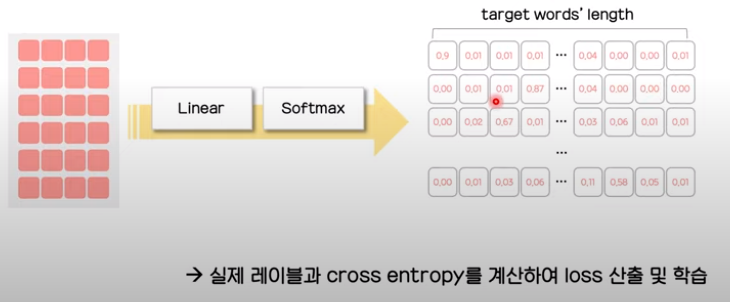 target words' length
0,9 0,01 0,01 0,01 ··· 0,04 0,00 0,00 0,01
0,00 0,01 0,01 0,87 ··· 0,04 0,00 0,00 0,00
Linear Softmax
0,00 0,02 0,67 0,01 ··· 0,03 0,06 0,01 0,01
···
0,00 0,01 0,03 0,06 ··· 0,11 0,58 0,05 0,01
→ 실제 레이블과 cross entropy를 계산하여 loss 산출 및 학습